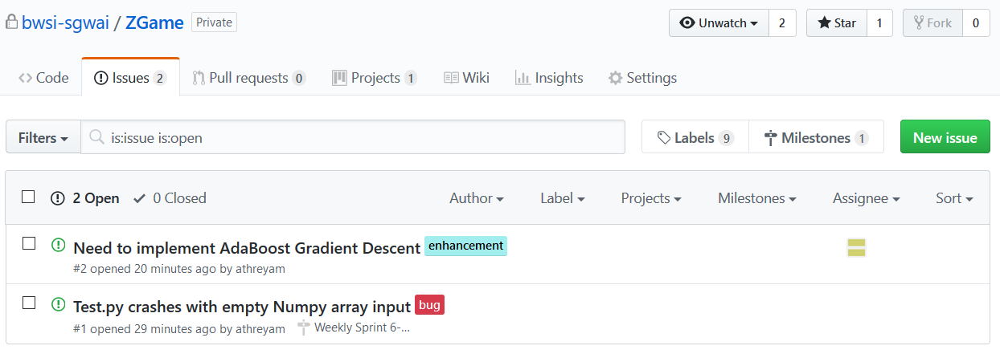 bwsi-sgwai / ZGame Private Unwatch 2 Star 1 Fork 0
Code Issues 2 Pull requests 0 Projects 1 Wiki Insights Settings
Filters is:issue is:open Labels 9 Milestones 1 New issue
2 Open 0 Closed Author Label Projects Milestones Assignee Sort
Need to implement AdaBoost Gradient Descent enhancement
#2 opened 20 minutes ago by athreyam
Test.py crashes with empty Numpy array input bug
#1 opened 29 minutes ago by athreyam Weekly Sprint 6-...